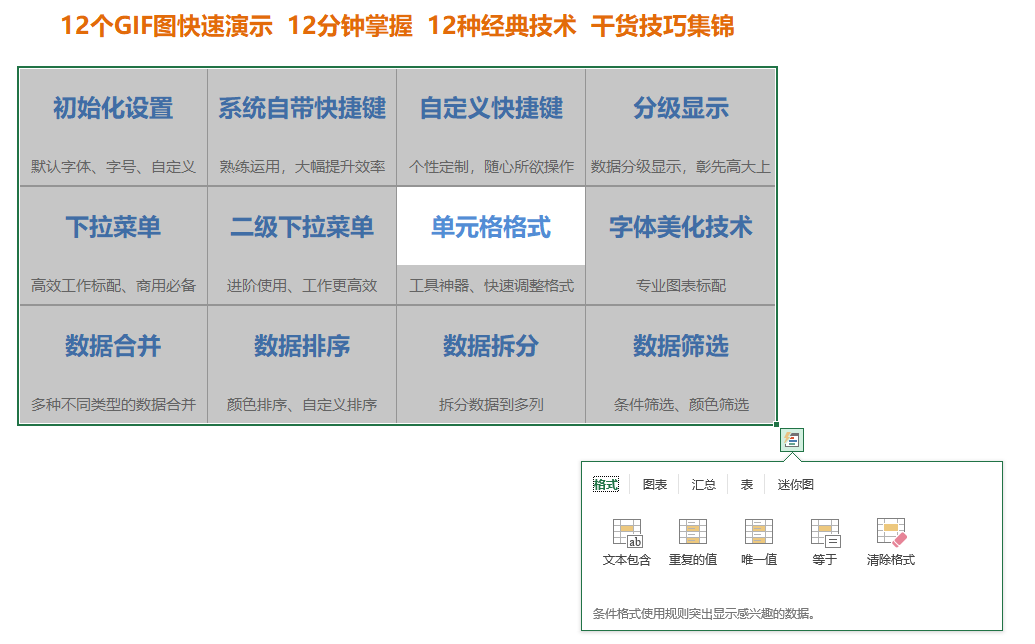 12个GIF图快速演示 12分钟掌握 12种经典技术 干货技巧集锦
初始化设置 系统自带快捷键 自定义快捷键 分级显示
默认字体、字号、自定义 熟练运用，大幅提升效率 个性定制，随心所欲操作 数据分级显示，彰先高大上
下拉菜单 二级下拉菜单 单元格格式 字体美化技术
高效工作标配、商用必备 进阶使用、工作更高效 工具神器、快速调整格式 专业图表标配
数据合并 数据排序 数据拆分 数据筛选
多种不同类型的数据合并 颜色排序、自定义排序 拆分数据到多列 条件筛选、颜色筛选
格式 图表 汇总 表 迷你图
ab
文本包含 重复的值 唯一值 等于 清除格式
条件格式使用规则突出显示感兴趣的数据。